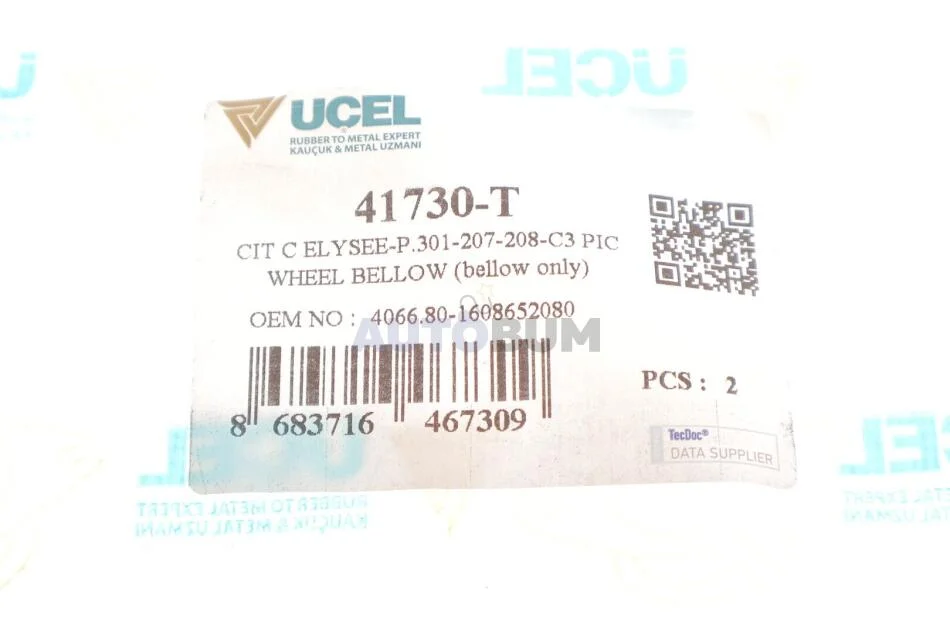 UCEL
UÇEL
RUBBER TO METAL EXPERT
KAUÇUK & METAL UZMANI
41730-T
CIT C ELYSEE-P.301-207-208-C3 PIC
WHEEL BELLOW (bellow only)
OEM NO : 4066.80-1608652080
AUTOBUM
PCS : 2
8 683716 467309
TecDoc®
DATA SUPPLIER
RUBBER TO METAL EXPERT
KAUÇUK & METAL UZMANI